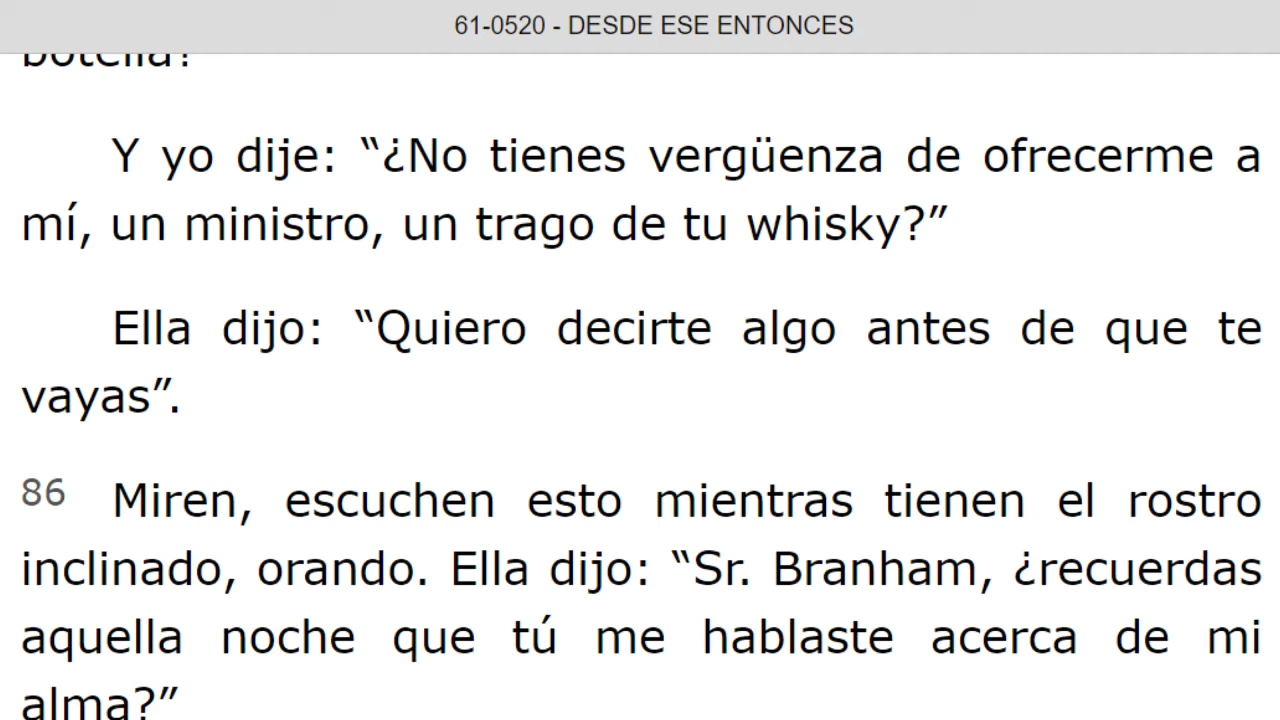 61-0520 - DESDE ESE ENTONCES
botella?
Y yo dije: “¿No tienes vergüenza de ofrecerme a
mí, un ministro, un trago de tu whisky?”
Ella dijo: “Quiero decirte algo antes de que te
vayas”.
86 Miren, escuchen esto mientras tienen el rostro
inclinado, orando. Ella dijo: “Sr. Branham, ¿recuerdas
aquella noche que tú me hablaste acerca de mi
alma?”